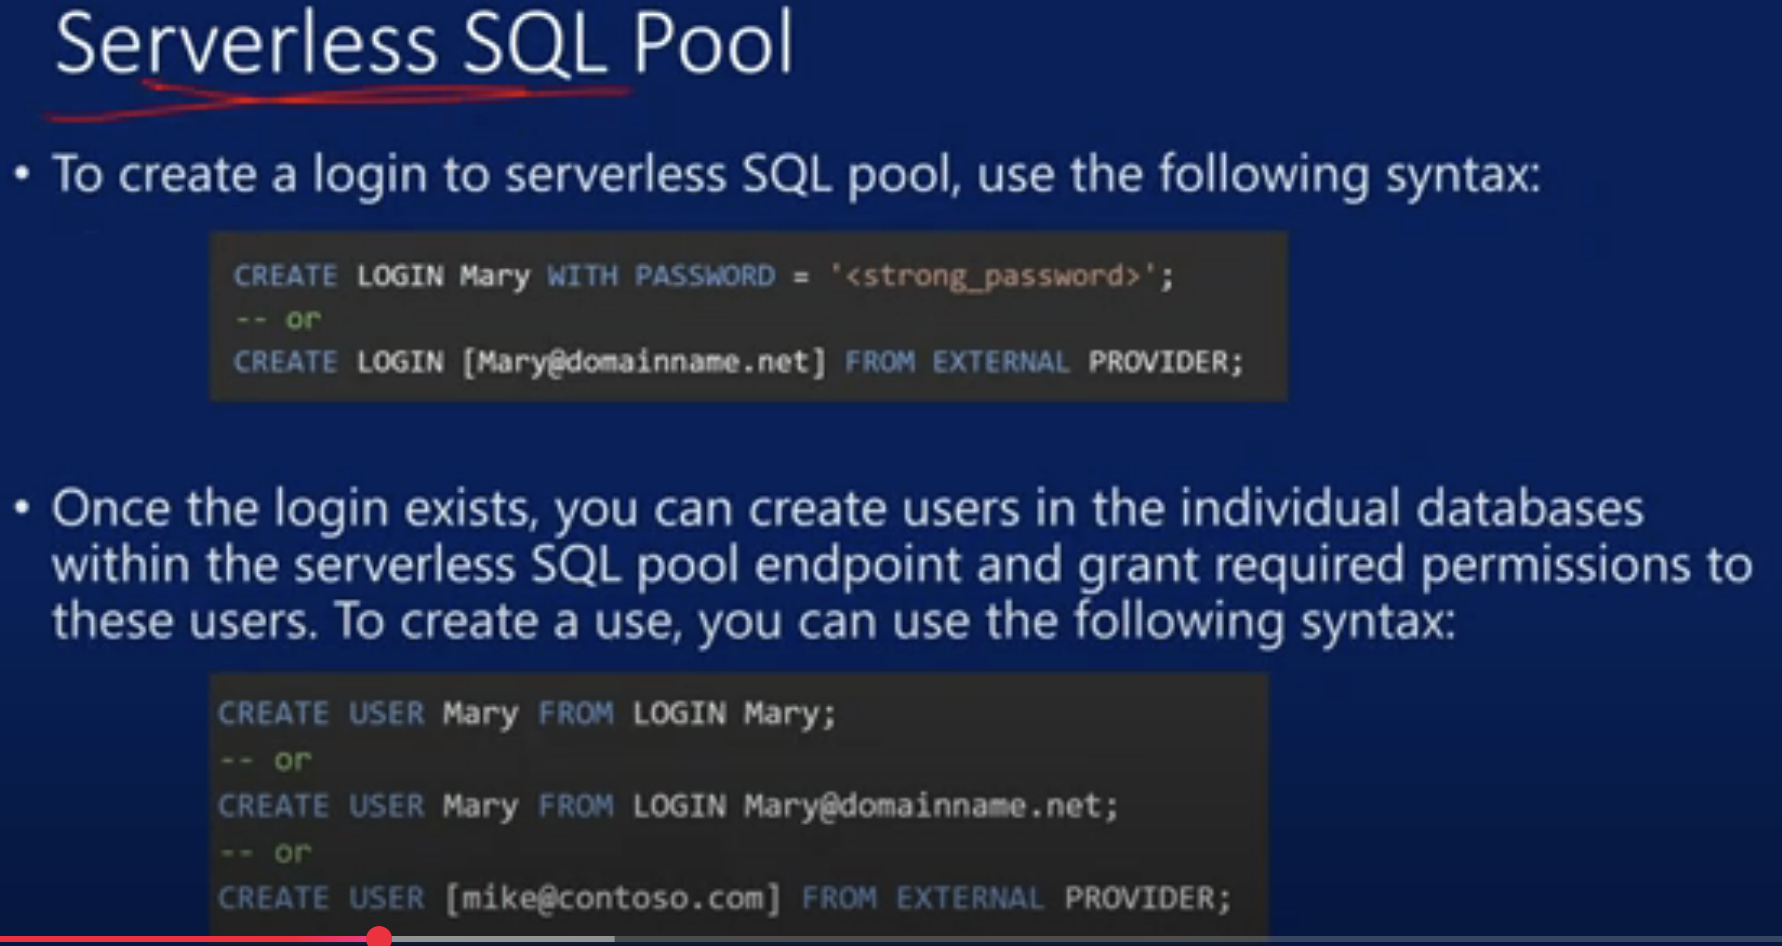 Serverless SQL Pool
• To create a login to serverless SQL pool, use the following syntax:
CREATE LOGIN Mary WITH PASSWORD = '<strong_password>';
-- or
CREATE LOGIN [Mary@domainname.net] FROM EXTERNAL PROVIDER;
• Once the login exists, you can create users in the individual databases
within the serverless SQL pool endpoint and grant required permissions to
these users. To create a use, you can use the following syntax:
CREATE USER Mary FROM LOGIN Mary;
-- or
CREATE USER Mary FROM LOGIN Mary@domainname.net;
-- or
CREATE USER [mike@contoso.com] FROM EXTERNAL PROVIDER;